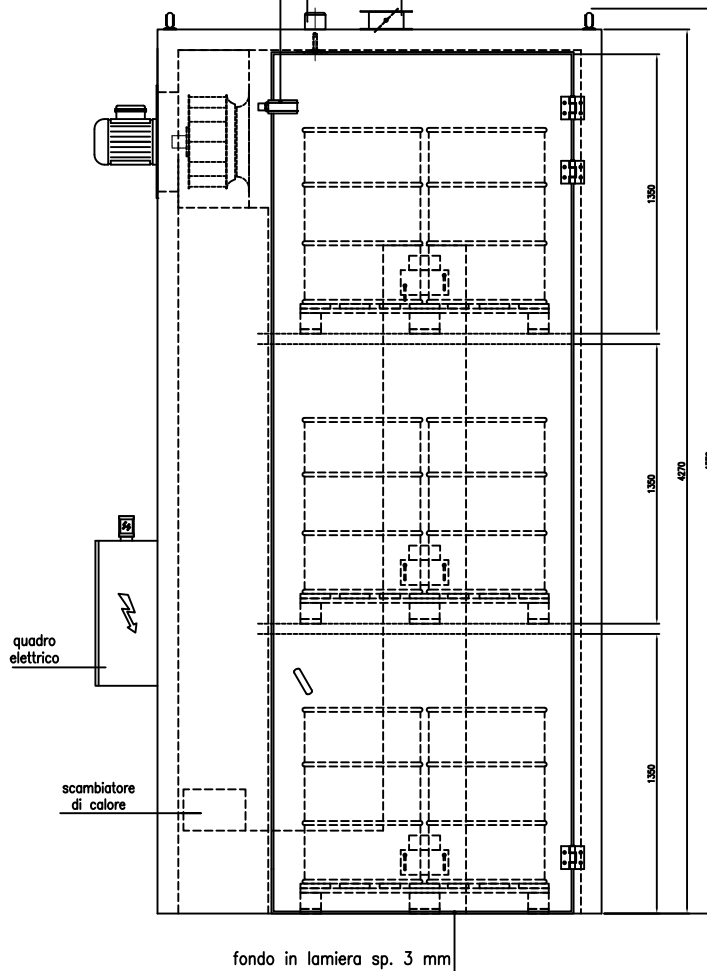 1350
4270
1350
quadro
elettrico
scambiatore
di calore
1350
fondo in lamiera sp. 3 mm